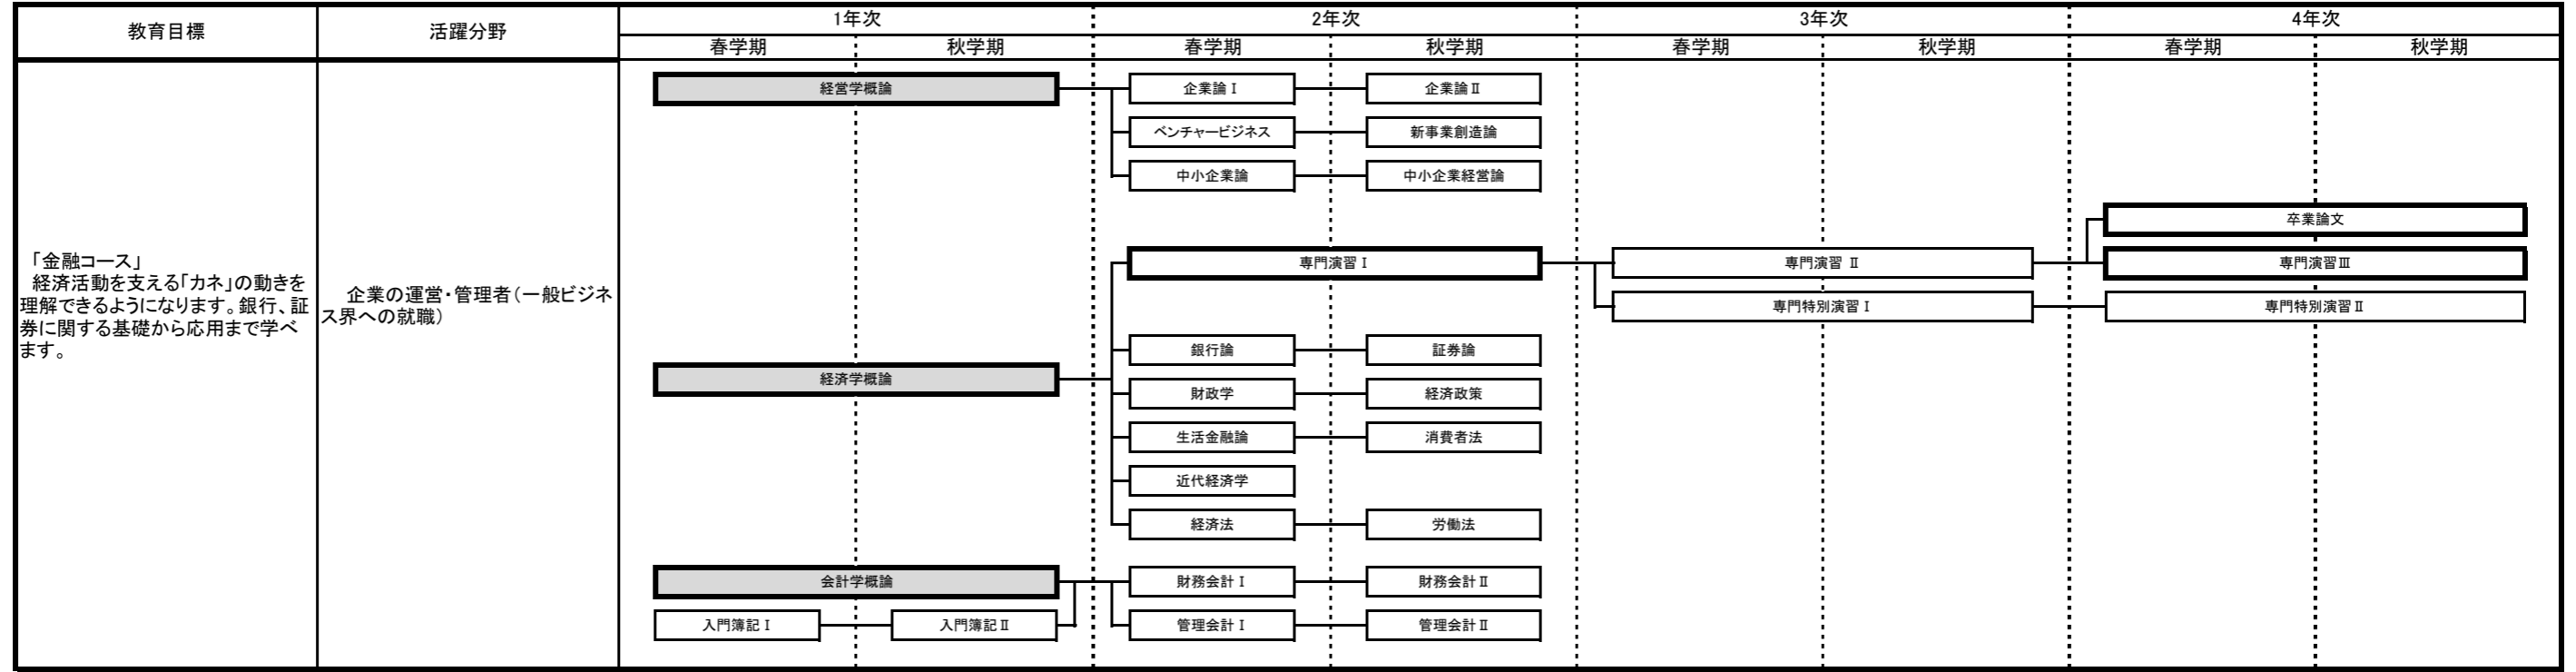 教育目標
活躍分野
1年次
2年次
3年次
4年次
春学期
秋学期
春学期
秋学期
春学期
秋学期
春学期
秋学期
「金融コース」
経済活動を支える「カネ」の動きを
理解できるようになります。銀行、証
券に関する基礎から応用まで学べ
ます。
企業の運営・管理者（一般ビジネ
ス界への就職）
経営学概論
企業論Ⅰ
企業論Ⅱ
ベンチャービジネス
新事業創造論
中小企業論
中小企業経営論
卒業論文
専門演習Ⅰ
専門演習 Ⅱ
専門演習Ⅲ
専門特別演習Ⅰ
専門特別演習Ⅱ
銀行論
証券論
経済学概論
財政学
経済政策
生活金融論
消費者法
近代経済学
経済法
労働法
会計学概論
財務会計Ⅰ
財務会計Ⅱ
入門簿記Ⅰ
入門簿記Ⅱ
管理会計Ⅰ
管理会計Ⅱ